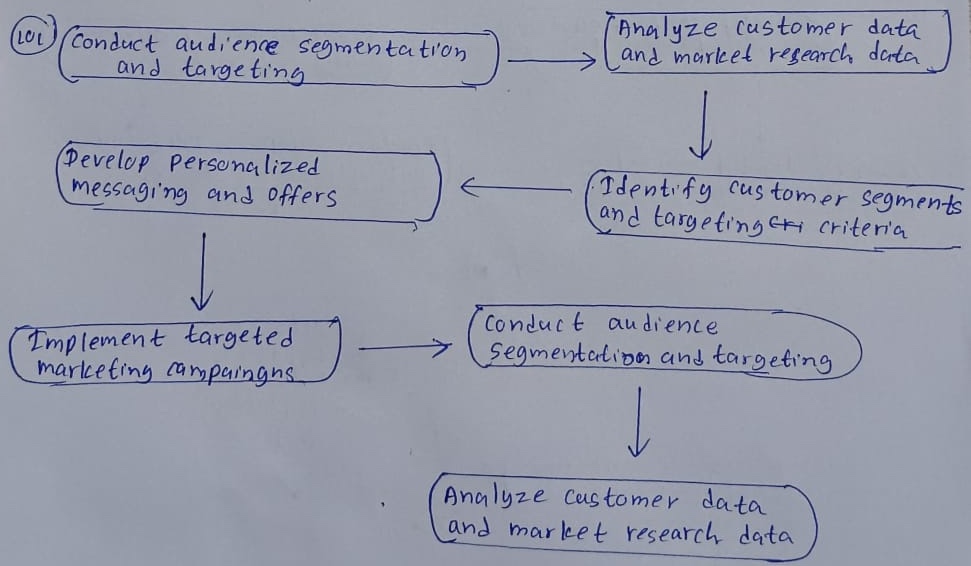 101
Conduct audience segmentation
and targeting
Analyze customer data
and market research data
Identify customer segments
and targeting criteria
Develop personalized
messaging and offers
Implement targeted
marketing campaingns
Conduct audience
segmentation and targeting
Analyze customer data
and market research data